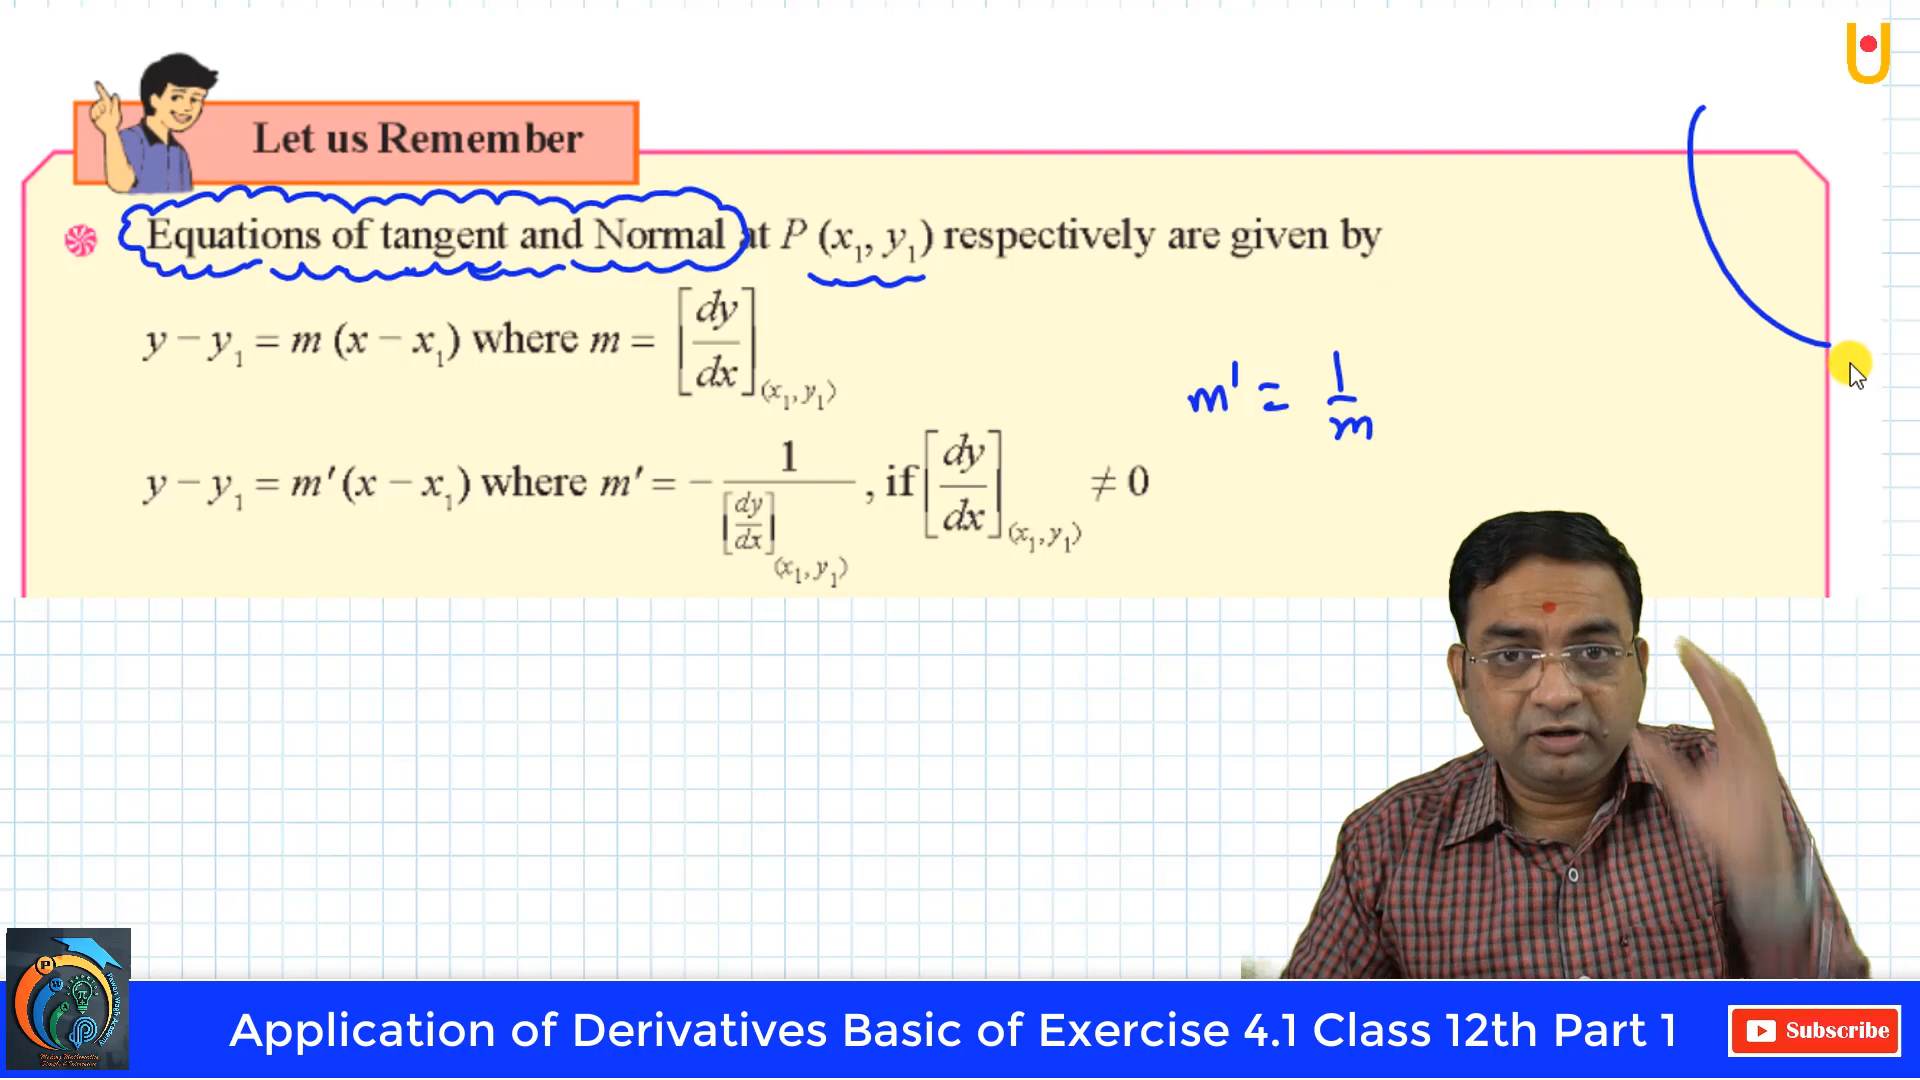 Let us Remember
Equations of tangent and Normal at P (x₁, y₁) respectively are given by
y − y₁ = m (x − x₁) where m = [dy/dx](x₁, y₁)
m' = 1/m
y − y₁ = m′(x − x₁) where m′ = − 1/[dy/dx](x₁, y₁) , if [dy/dx](x₁, y₁) ≠ 0
Application of Derivatives Basic of Exercise 4.1 Class 12th Part 1
Subscribe